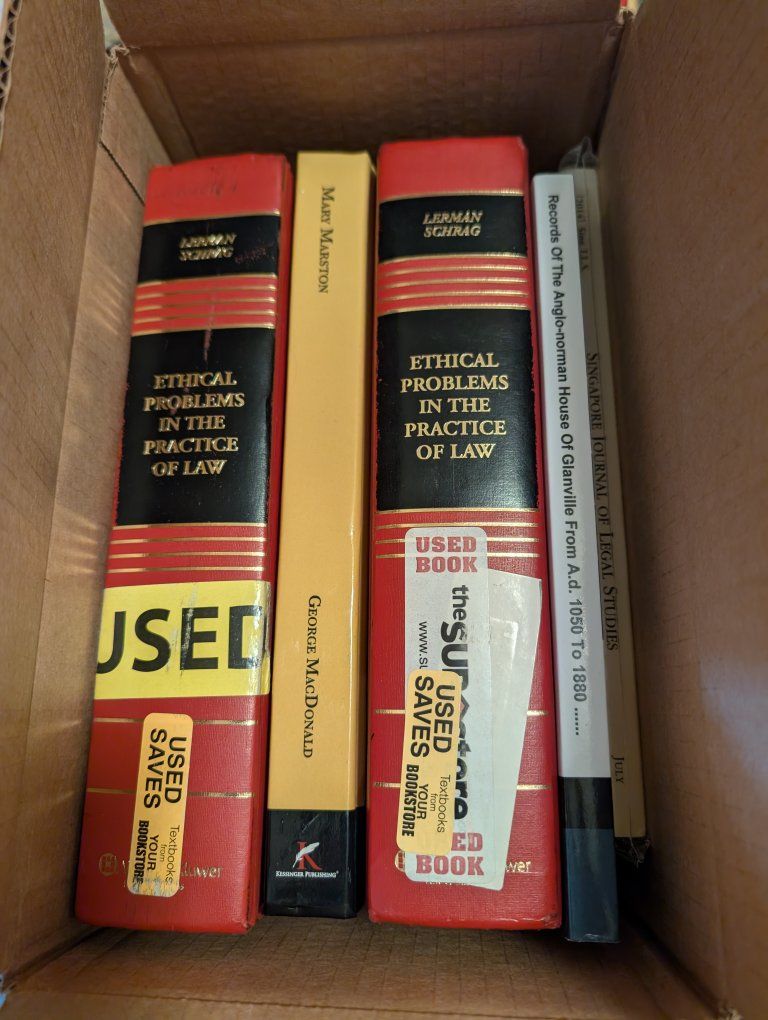 LERMAN
SCHRAG
ETHICAL
PROBLEMS
IN THE
PRACTICE
OF LAW
USED
USED
SAVES
Textbooks
from
YOUR
BOOKSTORE
MARY MARSTON
GEORGE MACDONALD
K
KESSINGER PUBLISHING®
LERMAN
SCHRAG
ETHICAL
PROBLEMS
IN THE
PRACTICE
OF LAW
USED
BOOK
the
www.su
USED
SAVES
Textbooks
from
YOUR
BOOKSTORE
BOOK
Records Of The Anglo-norman House Of Glanville From A.d. 1050 To 1880 ......
SINGAPORE JOURNAL OF LEGAL STUDIES
JULY